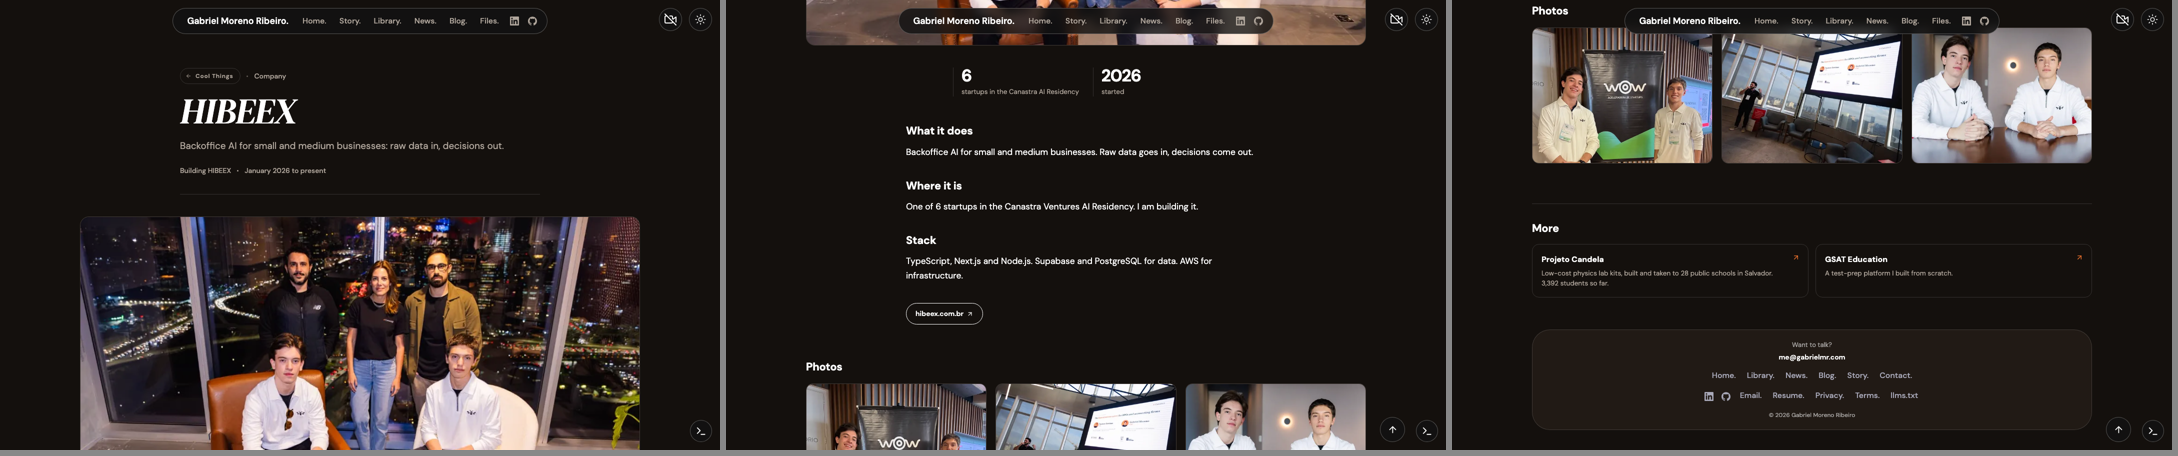 Gabriel Moreno Ribeiro. Home. Story. Library. News. Blog. Files.
← Cool Things · Company
HIBEEX
Backoffice AI for small and medium businesses: raw data in, decisions out.
Building HIBEEX · January 2026 to present
Gabriel Moreno Ribeiro. Home. Story. Library. News. Blog. Files.
6
startups in the Canastra AI Residency
2026
started
What it does
Backoffice AI for small and medium businesses. Raw data goes in, decisions come out.
Where it is
One of 6 startups in the Canastra Ventures AI Residency. I am building it.
Stack
TypeScript, Next.js and Node.js. Supabase and PostgreSQL for data. AWS for
infrastructure.
hibeex.com.br ↗
Photos
WOW
Photos
Gabriel Moreno Ribeiro. Home. Story. Library. News. Blog. Files.
WOW
More
Projeto Candela ↗
Low-cost physics lab kits, built and taken to 28 public schools in Salvador.
3,392 students so far.
GSAT Education ↗
A test-prep platform I built from scratch.
Want to talk?
me@gabrielmr.com
Home. Library. News. Blog. Story. Contact.
Email. Resume. Privacy. Terms. llms.txt
© 2026 Gabriel Moreno Ribeiro